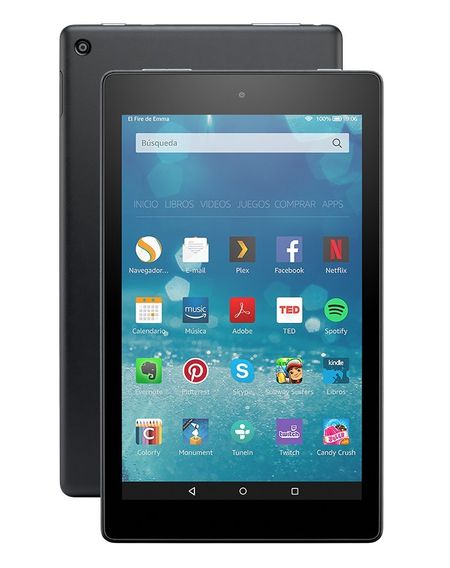 El Fire de Emma 100% 9:06
Búsqueda
INICIO LIBROS VIDEOS JUEGOS COMPRAR APPS
Navegador... E-mail Plex Facebook Netflix
music
TED
Calendario Música Adobe TED Spotify
kindle
Evernote Pinterest Skype Subway Surfers Libros
C
twitch
Colorfy Monument TuneIn Twitch Candy Crush